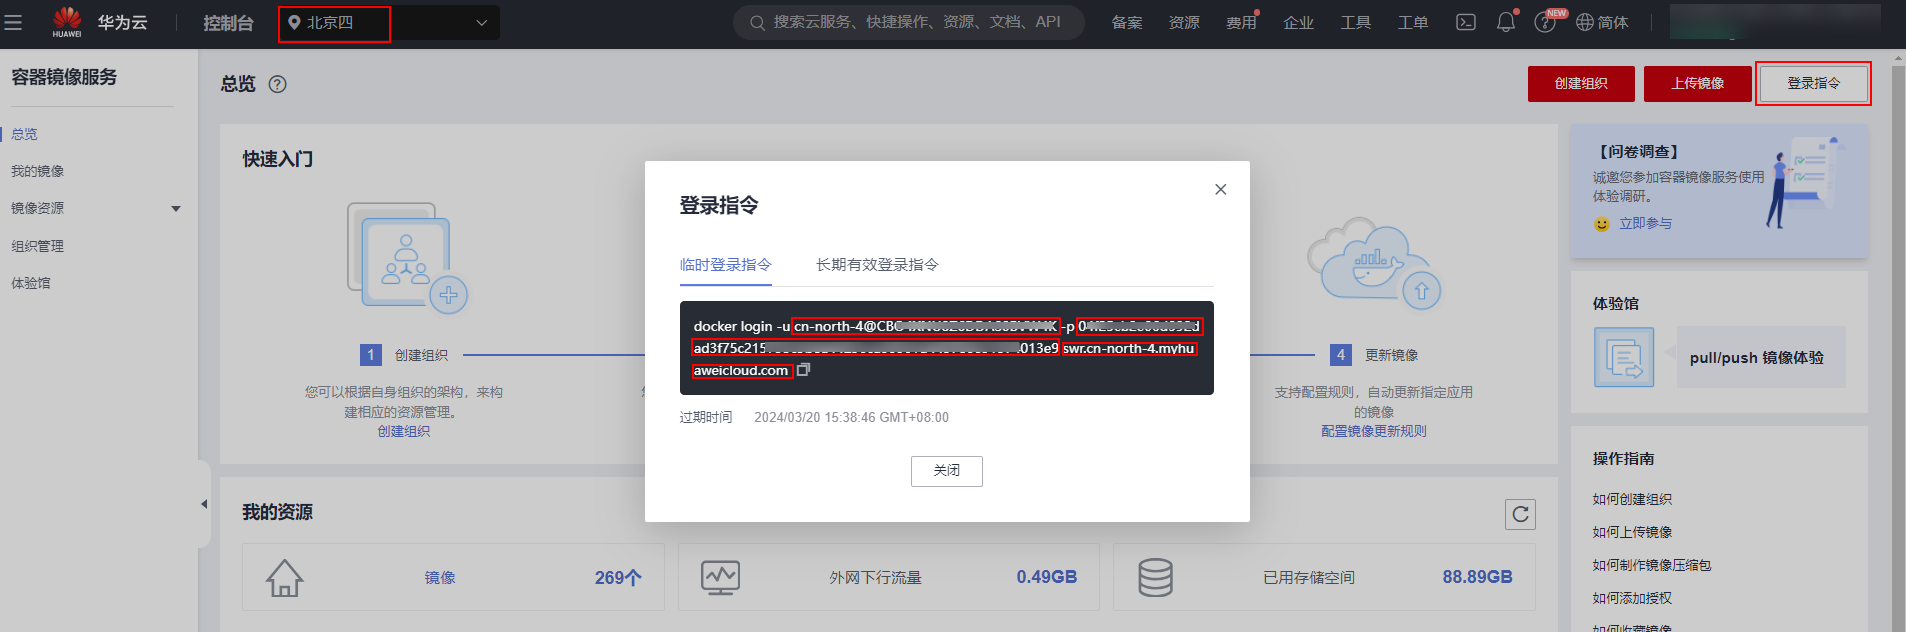 HUAWEI
华为云
控制台
北京四
搜索云服务、快捷操作、资源、文档、API
备案
资源
费用
企业
工具
工单
NEW
简体
容器镜像服务
总览
我的镜像
镜像资源
组织管理
体验馆
总览
创建组织
上传镜像
登录指令
快速入门
1 创建组织
您可以根据自身组织的架构，来构
建相应的资源管理。
创建组织
登录指令
临时登录指令
长期有效登录指令
docker login -u cn-north-4@CBC
-p
ad3f75c215
013e9 swr.cn-north-4.myhu
aweicloud.com
过期时间 2024/03/20 15:38:46 GMT+08:00
关闭
4 更新镜像
支持配置规则，自动更新指定应用
的镜像
配置镜像更新规则
我的资源
镜像 269个
外网下行流量 0.49GB
已用存储空间 88.89GB
【问卷调查】
诚邀您参加容器镜像服务使用
体验调研。
立即参与
体验馆
pull/push 镜像体验
操作指南
如何创建组织
如何上传镜像
如何制作镜像压缩包
如何添加授权
如何收藏镜像